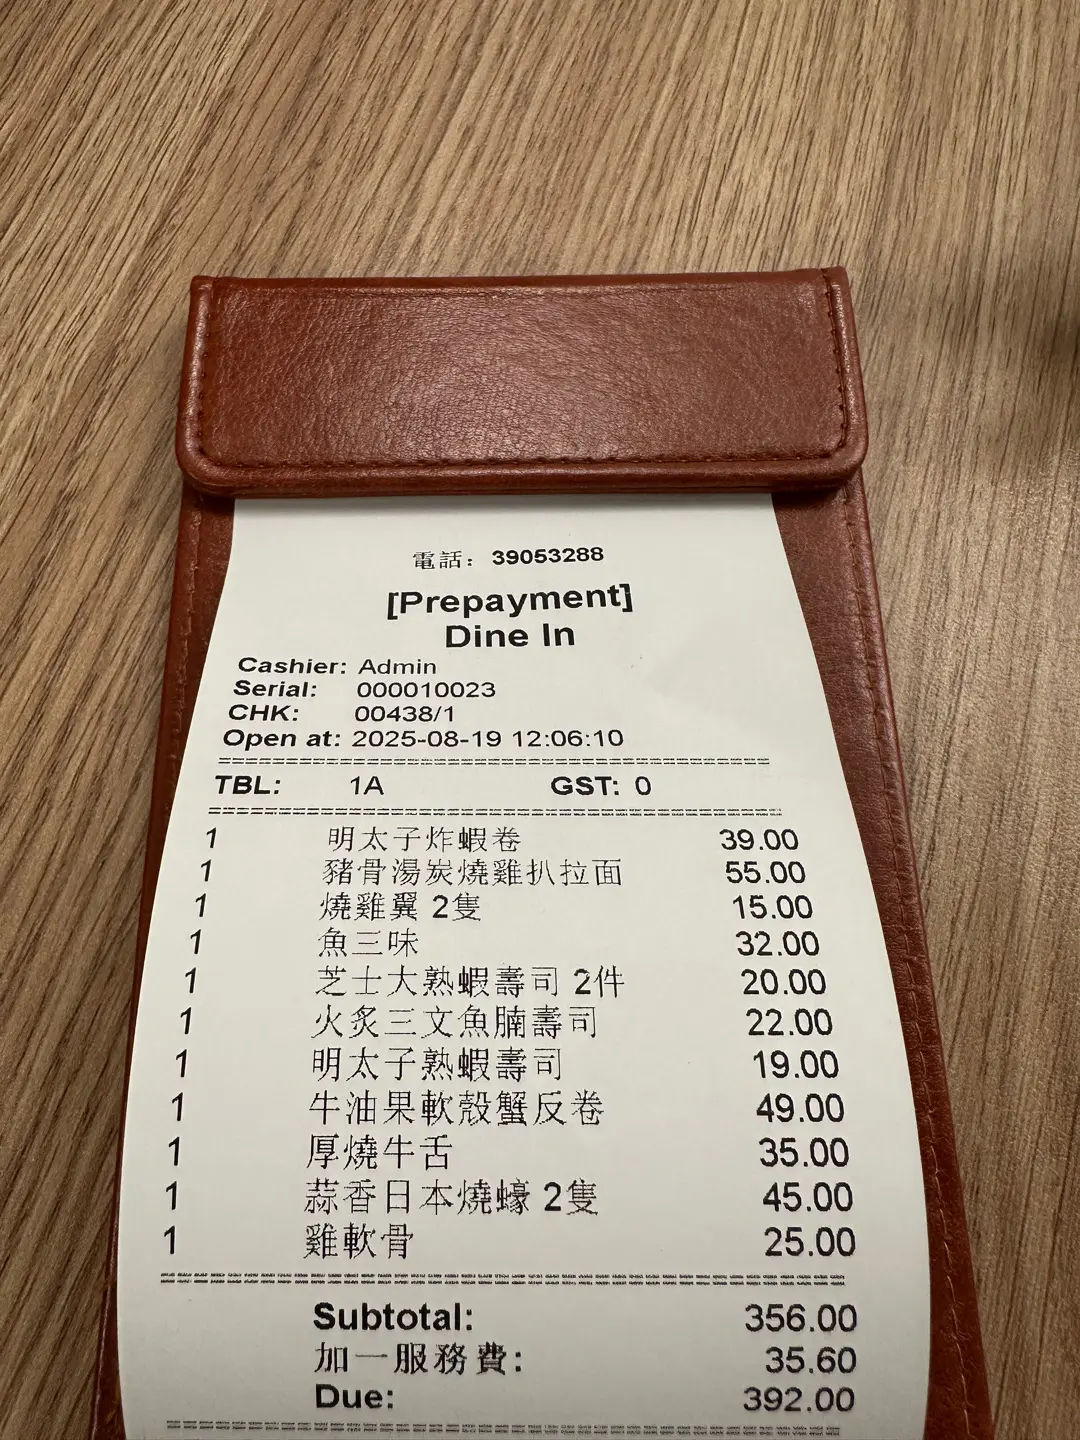 電話: 39053288
[Prepayment]
Dine In
Cashier: Admin
Serial: 000010023
CHK: 00438/1
Open at: 2025-08-19 12:06:10
TBL: 1A GST: 0
1 明太子炸蝦卷 39.00
1 豬骨湯炭燒雞扒拉面 55.00
1 燒雞翼 2隻 15.00
1 魚三味 32.00
1 芝士大熟蝦壽司 2件 20.00
1 火炙三文魚腩壽司 22.00
1 明太子熟蝦壽司 19.00
1 牛油果軟殼蟹反卷 49.00
1 厚燒牛舌 35.00
1 蒜香日本燒蠔 2隻 45.00
1 雞軟骨 25.00
Subtotal: 356.00
加一服務費: 35.60
Due: 392.00